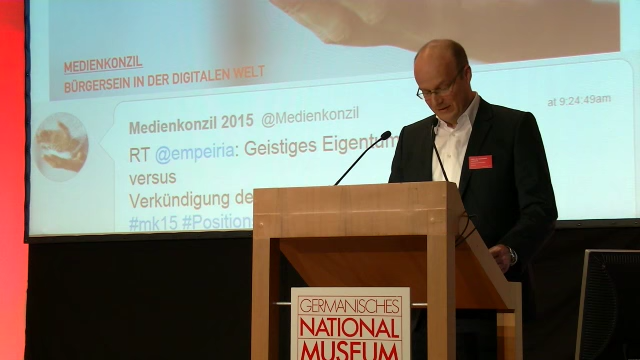 MEDIENKONZIL
BÜRGERSEIN IN DER DIGITALEN WELT
Medienkonzil 2015 @Medienkonzil
at 9:24:49am
RT @empeiria: Geistiges Eigentum
versus
Verkündigung de
#mk15 #Position
GERMANISCHES
NATIONAL
MUSEUM